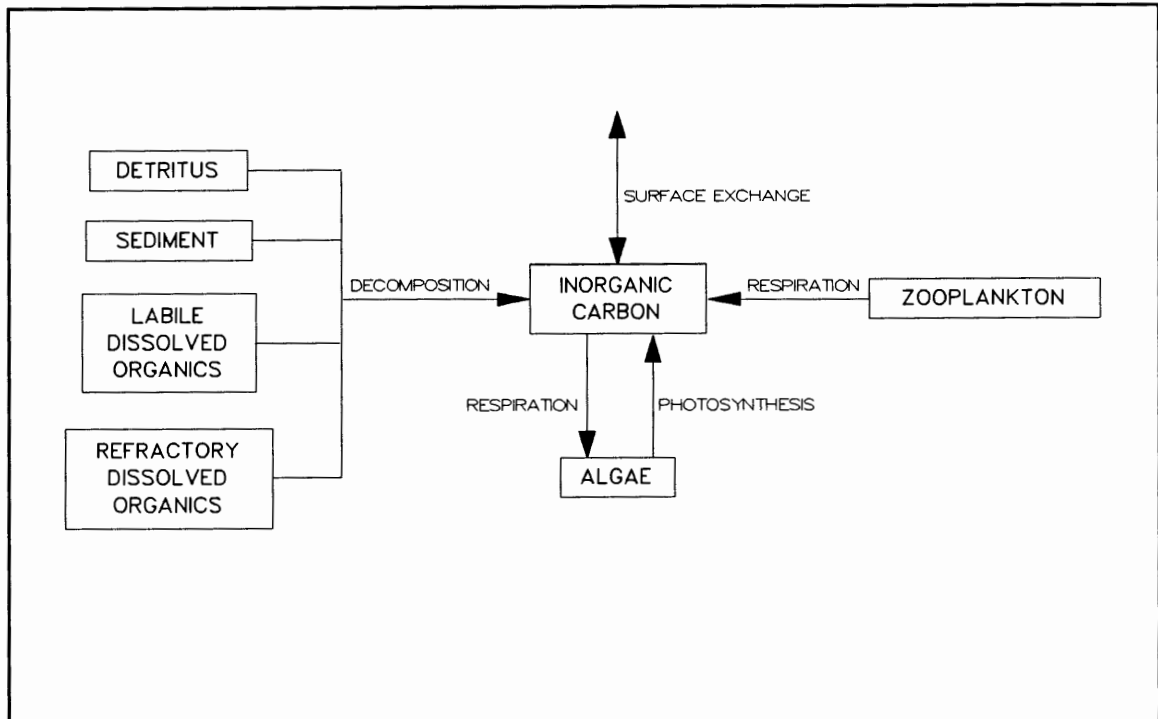 DETRITUS
SEDIMENT
LABILE
DISSOLVED
ORGANICS
REFRACTORY
DISSOLVED
ORGANICS
DECOMPOSITION
SURFACE EXCHANGE
INORGANIC
CARBON
RESPIRATION
ZOOPLANKTON
RESPIRATION
PHOTOSYNTHESIS
ALGAE